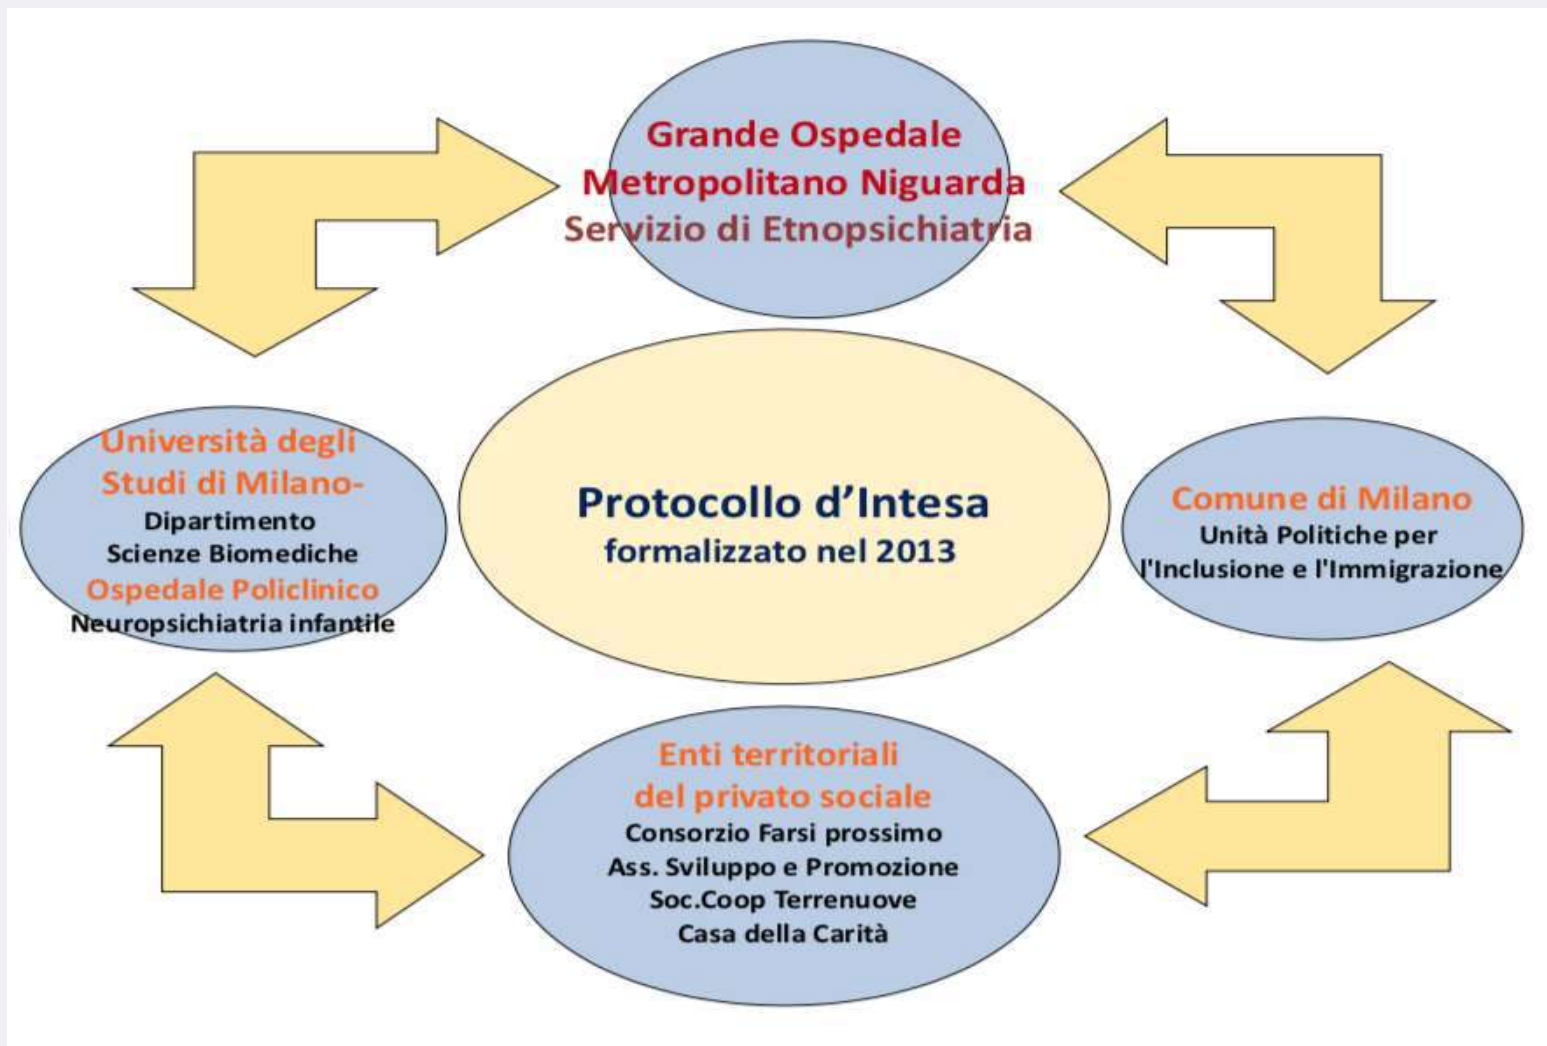 Grande Ospedale
Metropolitano Niguarda
Servizio di Etnopsichiatria
Università degli
Studi di Milano-
Dipartimento
Scienze Biomediche
Ospedale Policlinico
Neuropsichiatria infantile
Protocollo d’Intesa
formalizzato nel 2013
Comune di Milano
Unità Politiche per
l'Inclusione e l'Immigrazione
Enti territoriali
del privato sociale
Consorzio Farsi prossimo
Ass. Sviluppo e Promozione
Soc.Coop Terrenuove
Casa della Carità